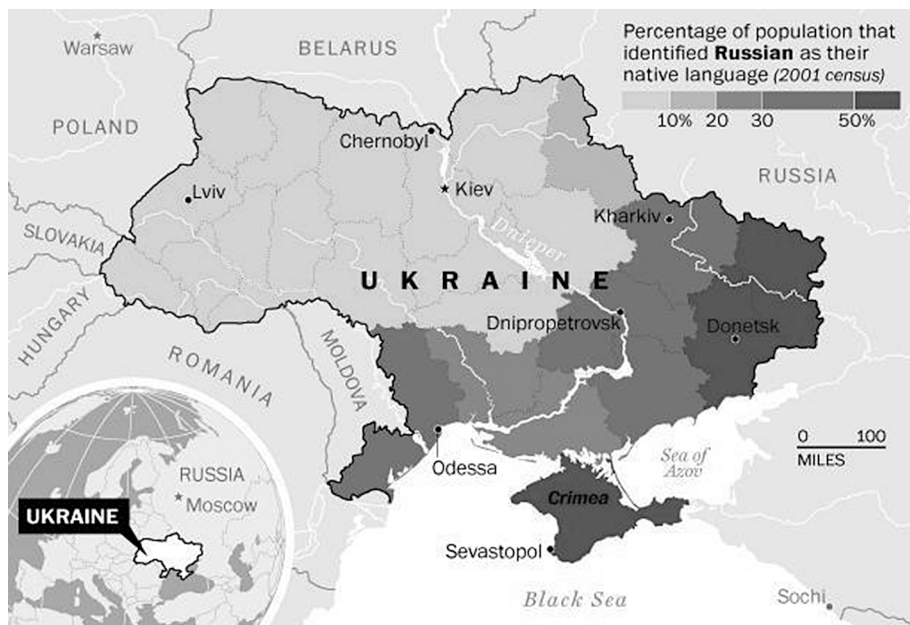 Percentage of population that
identified Russian as their
native language (2001 census)
10% 20 30 50%
Warsaw
BELARUS
POLAND
Chernobyl
RUSSIA
Lviv
Kiev
Kharkiv
SLOVAKIA
Dnieper
UKRAINE
HUNGARY
Dnipropetrovsk
Donetsk
MOLDOVA
ROMANIA
0 100
MILES
Sea of
Azov
Odessa
RUSSIA
Moscow
Crimea
UKRAINE
Sevastopol
Black Sea
Sochi